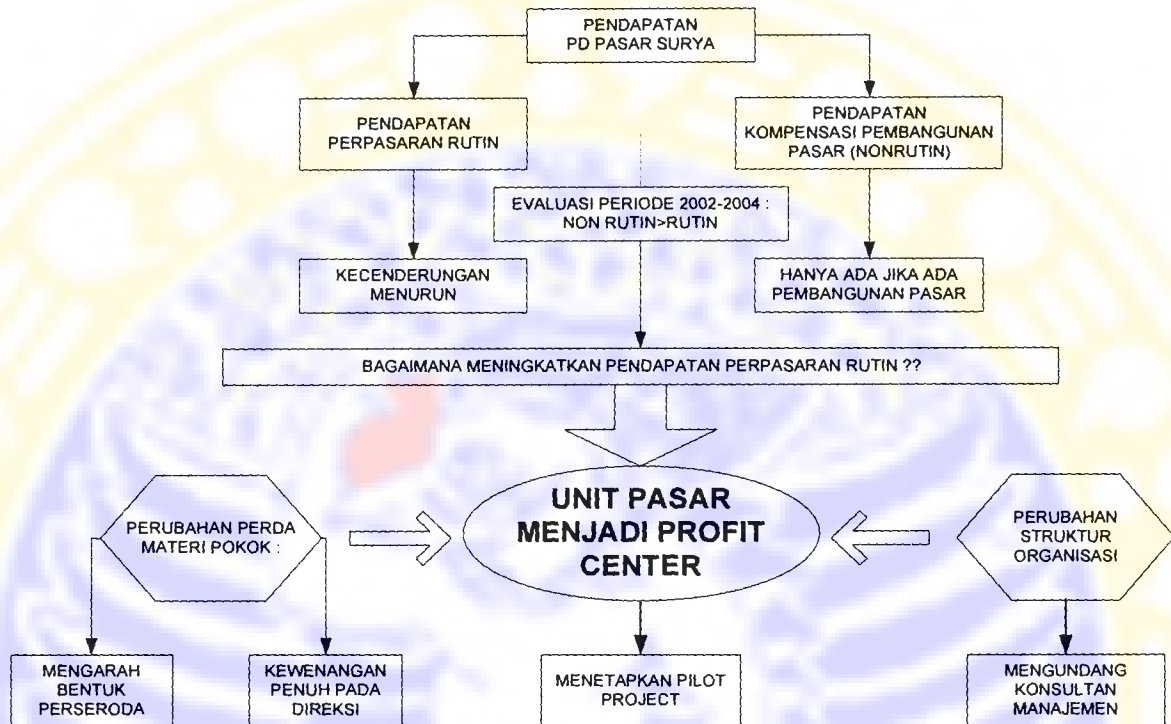 PENDAPATAN
PD PASAR SURYA
PENDAPATAN
PERPASARAN RUTIN
PENDAPATAN
KOMPENSASI PEMBANGUNAN
PASAR (NONRUTIN)
EVALUASI PERIODE 2002-2004 :
NON RUTIN>RUTIN
KECENDERUNGAN
MENURUN
HANYA ADA JIKA ADA
PEMBANGUNAN PASAR
BAGAIMANA MENINGKATKAN PENDAPATAN PERPASARAN RUTIN ??
PERUBAHAN PERDA
MATERI POKOK :
UNIT PASAR
MENJADI PROFIT
CENTER
PERUBAHAN
STRUKTUR
ORGANISASI
MENGARAH
BENTUK
PERSERODA
KEWENANGAN
PENUH PADA
DIREKSI
MENETAPKAN PILOT
PROJECT
MENGUNDANG
KONSULTAN
MANAJEMEN